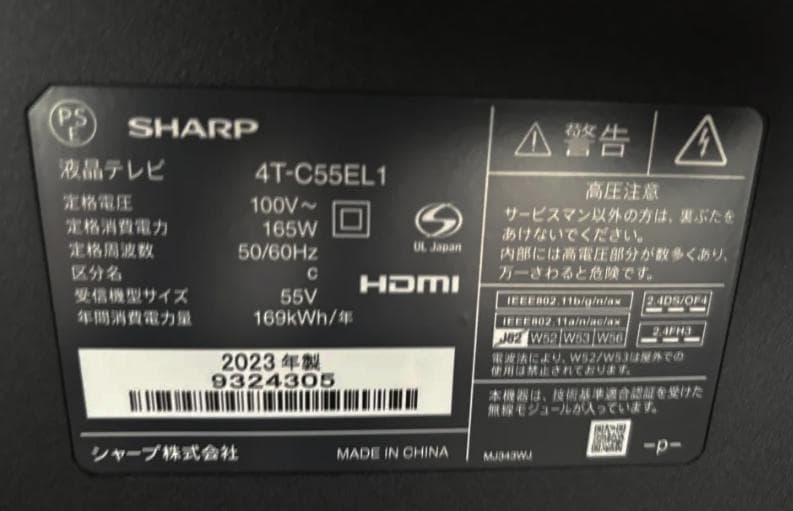 PS
E
SHARP
液晶テレビ 4T-C55EL1
定格電圧 100V～
定格消費電力 165W
定格周波数 50/60Hz
区分名 C
受信機型サイズ 55V
年間消費電力量 169kWh/年
UL Japan
HDMI
2023年製
9324305
シャープ株式会社 MADE IN CHINA
警告
高圧注意
サービスマン以外の方は、裏ぶたを
あけないでください。
内部には高電圧部分が数多くあり、
万一さわると危険です。
IEEE802.11b/g/n/ax
2.4DS/OF4
IEEE802.11a/n/ac/ax
J52 W52 W53 W56
2.4FH3
電波法により、W52/W53は屋外での
使用は禁止されております。
本機器は、技術基準適合認証を受けた
無線モジュールが入っています。
MJ343WJ
-p-